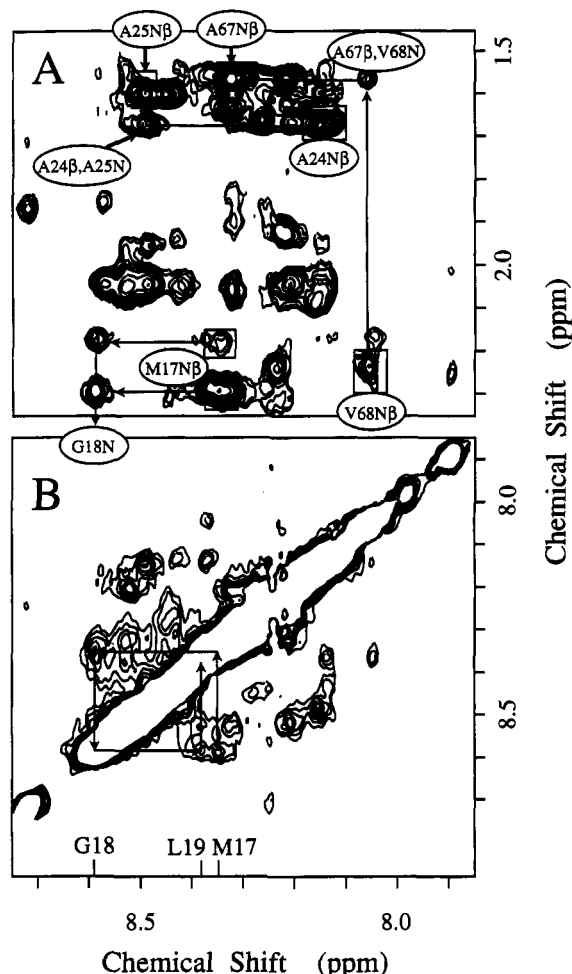 A25Nβ
A67Nβ
A67β,V68N
A
A24β,A25N
A24Nβ
M17Nβ
V68Nβ
G18N
1.5
2.0
Chemical Shift (ppm)
B
8.0
8.5
G18 L19 M17
8.5 8.0
Chemical Shift (ppm)